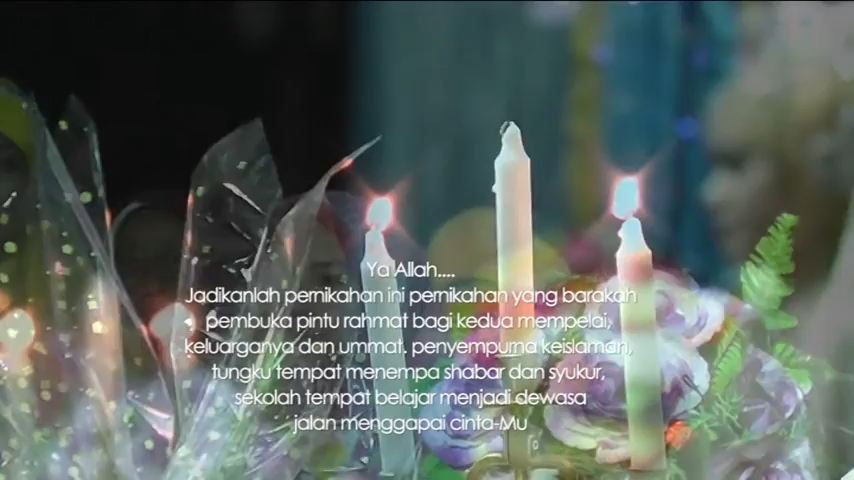 Ya Allah....
Jadikanlah pernikahan ini pernikahan yang barakah
pembuka pintu rahmat bagi kedua mempelai,
keluarganya dan ummat. penyempurna keislaman,
tungku tempat menempa shabar dan syukur,
sekolah tempat belajar menjadi dewasa
jalan menggapai cinta-Mu